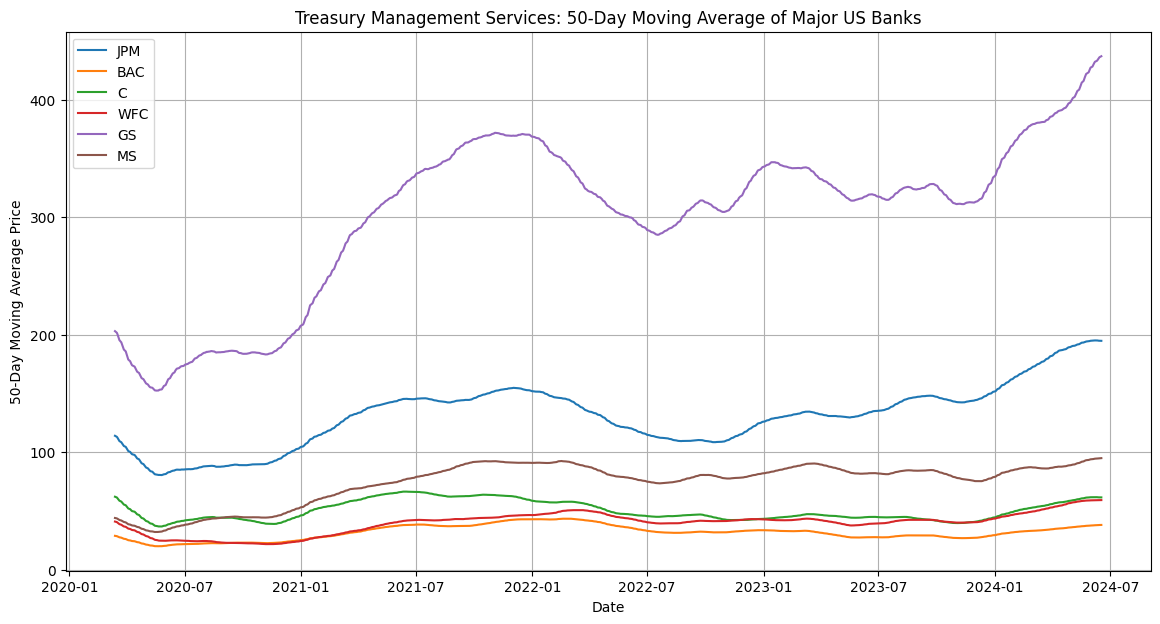 Treasury Management Services: 50-Day Moving Average of Major US Banks
JPM
BAC
C
WFC
GS
MS
50-Day Moving Average Price
400
300
200
100
0
2020-01 2020-07 2021-01 2021-07 2022-01 2022-07 2023-01 2023-07 2024-01 2024-07
Date